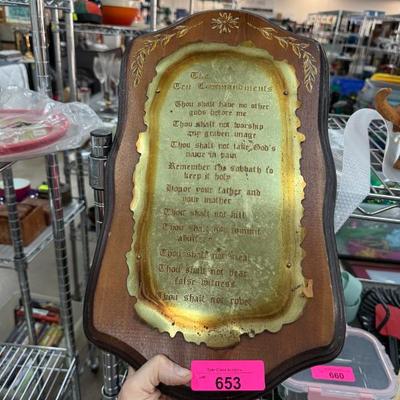 The
Ten Commandments
Thou shalt have no other
gods before me
Thou shalt not worship
any graven image
Thou shalt not take God's
name in vain
Remember the sabbath to
keep it holy
Honor your father and
your mother
Thou shalt not kill
Thou shalt not commit
Thou shalt not steal
Thou shalt not bear
false witness
Thou shalt not
653
660